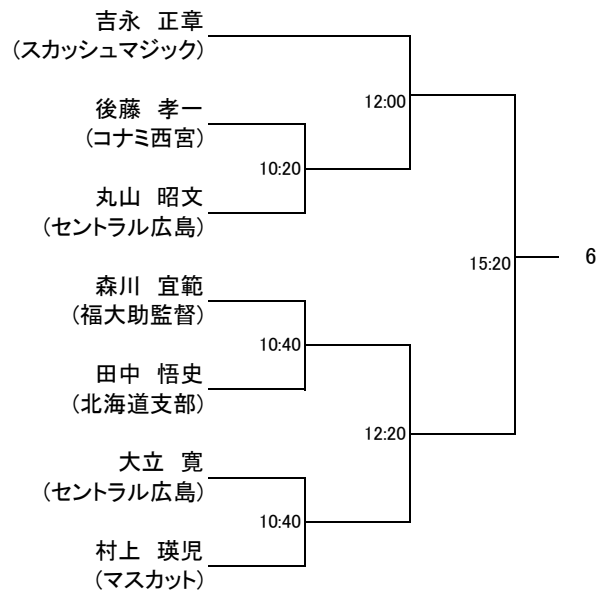 吉永　正章
（スカッシュマジック）
12:00
後藤　孝一
（コナミ西宮）
10:20
丸山　昭文
（セントラル広島）
15:20
6
森川　宜範
（福大助監督）
10:40
田中　悟史
（北海道支部）
12:20
大立　寛
（セントラル広島）
10:40
村上　瑛児
（マスカット）